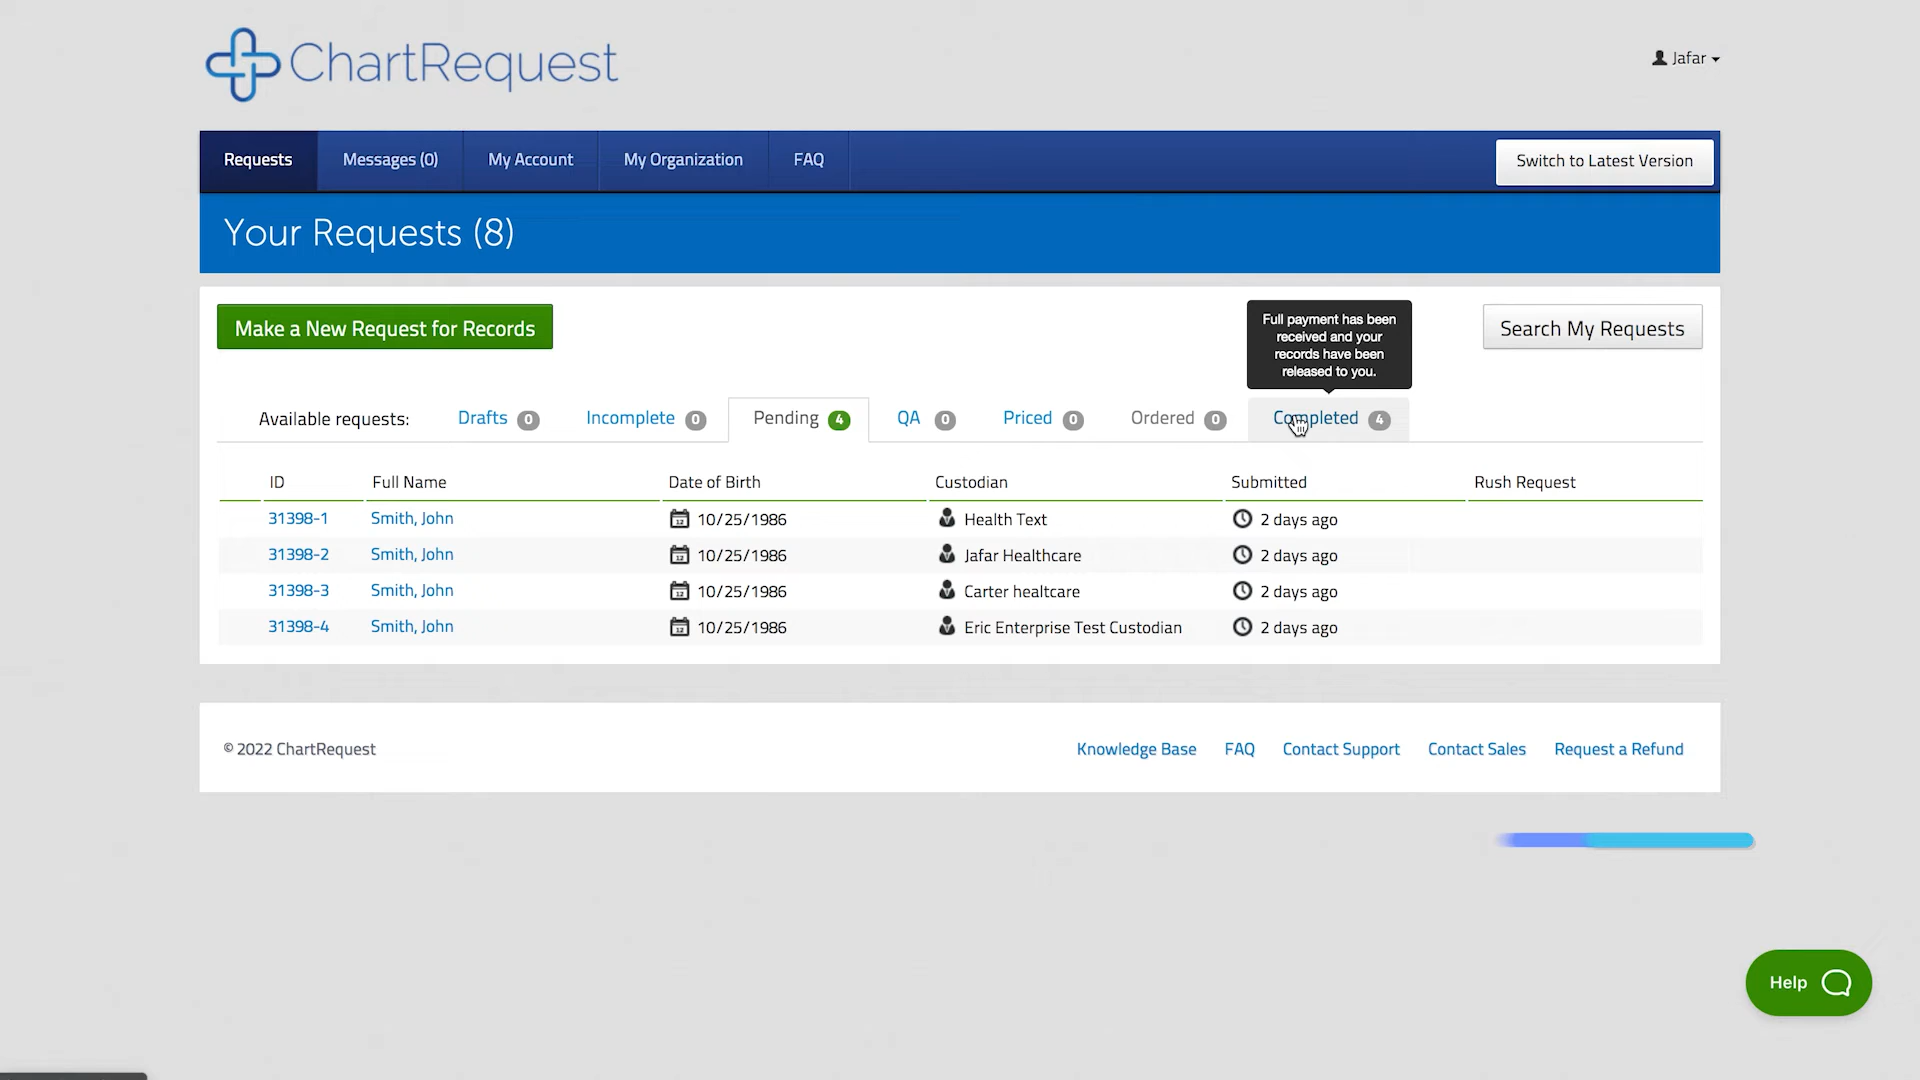 ChartRequest
Jafar
Requests Messages (0) My Account My Organization FAQ Switch to Latest Version
Your Requests (8)
Make a New Request for Records
Full payment has been
received and your
records have been
released to you.
Search My Requests
Available requests: Drafts 0 Incomplete 0 Pending 4 QA 0 Priced 0 Ordered 0 Completed 4
ID Full Name Date of Birth Custodian Submitted Rush Request
31398-1 Smith, John 10/25/1986 Health Text 2 days ago
31398-2 Smith, John 10/25/1986 Jafar Healthcare 2 days ago
31398-3 Smith, John 10/25/1986 Carter healtcare 2 days ago
31398-4 Smith, John 10/25/1986 Eric Enterprise Test Custodian 2 days ago
© 2022 ChartRequest Knowledge Base FAQ Contact Support Contact Sales Request a Refund
Help